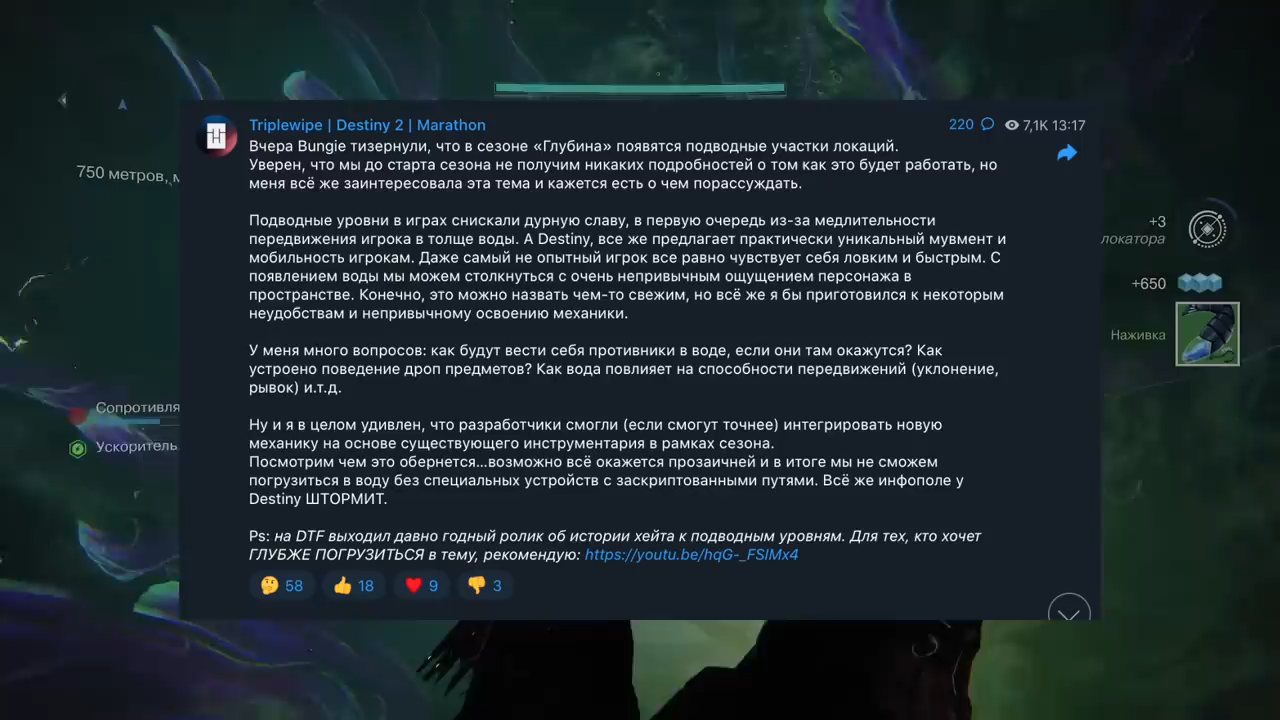 Triplewipe | Destiny 2 | Marathon
220
7,1K 13:17
Вчера Bungie тизернули, что в сезоне «Глубина» появятся подводные участки локаций.
Уверен, что мы до старта сезона не получим никаких подробностей о том как это будет работать, но
меня всё же заинтересовала эта тема и кажется есть о чем порассуждать.
750 метров,
Подводные уровни в играх снискали дурную славу, в первую очередь из-за медлительности
передвижения игрока в толще воды. А Destiny, все же предлагает практически уникальный мувмент и
мобильность игрокам. Даже самый не опытный игрок все равно чувствует себя ловким и быстрым. С
появлением воды мы можем столкнуться с очень непривычным ощущением персонажа в
пространстве. Конечно, это можно назвать чем-то свежим, но всё же я бы приготовился к некоторым
неудобствам и непривычному освоению механики.
+3
локатора
+650
Наживка
У меня много вопросов: как будут вести себя противники в воде, если они там окажутся? Как
устроено поведение дроп предметов? Как вода повлияет на способности передвижений (уклонение,
рывок) и.т.д.
Сопротивля
Ускоритель
Ну и я в целом удивлен, что разработчики смогли (если смогут точнее) интегрировать новую
механику на основе существующего инструментария в рамках сезона.
Посмотрим чем это обернется...возможно всё окажется прозаичней и в итоге мы не сможем
погрузиться в воду без специальных устройств с заскриптованными путями. Всё же инфополе у
Destiny ШТОРМИТ.
Ps: на DTF выходил давно годный ролик об истории хейта к подводным уровням. Для тех, кто хочет
ГЛУБЖЕ ПОГРУЗИТЬСЯ в тему, рекомендую: https://youtu.be/hqG-_FSIMx4
58
18
9
3